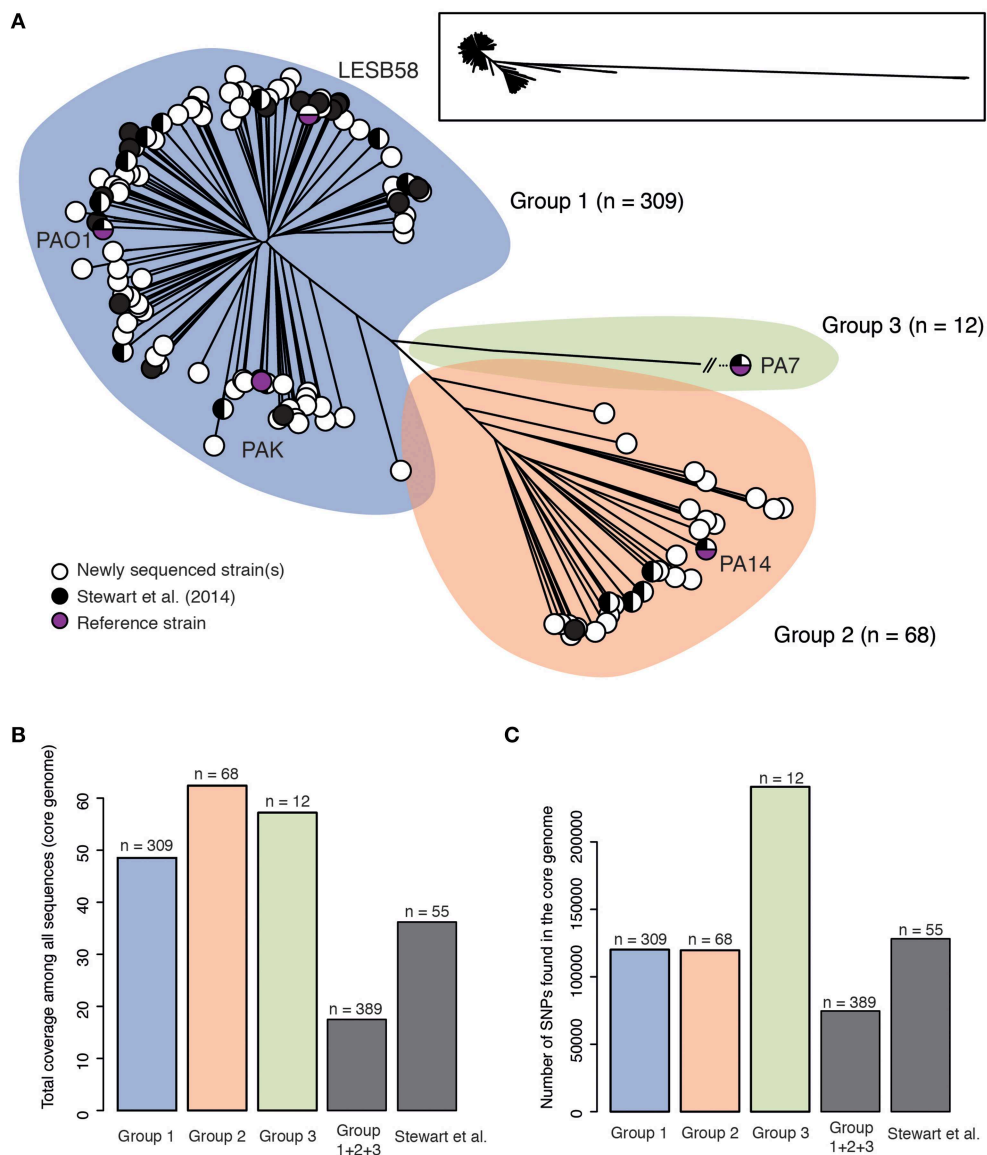 A
LESB58
Group 1 (n = 309)
PAO1
Group 3 (n = 12)
PA7
PAK
PA14
Newly sequenced strain(s)
Stewart et al. (2014)
Reference strain
Group 2 (n = 68)
B
Total coverage among all sequences (core genome)
0
10
20
30
40
50
60
n = 309
n = 68
n = 12
n = 389
n = 55
Group 1
Group 2
Group 3
Group
1+2+3
Stewart et al.
C
Number of SNPs found in the core genome
0
50000
100000
150000
200000
n = 309
n = 68
n = 12
n = 389
n = 55
Group 1
Group 2
Group 3
Group
1+2+3
Stewart et al.